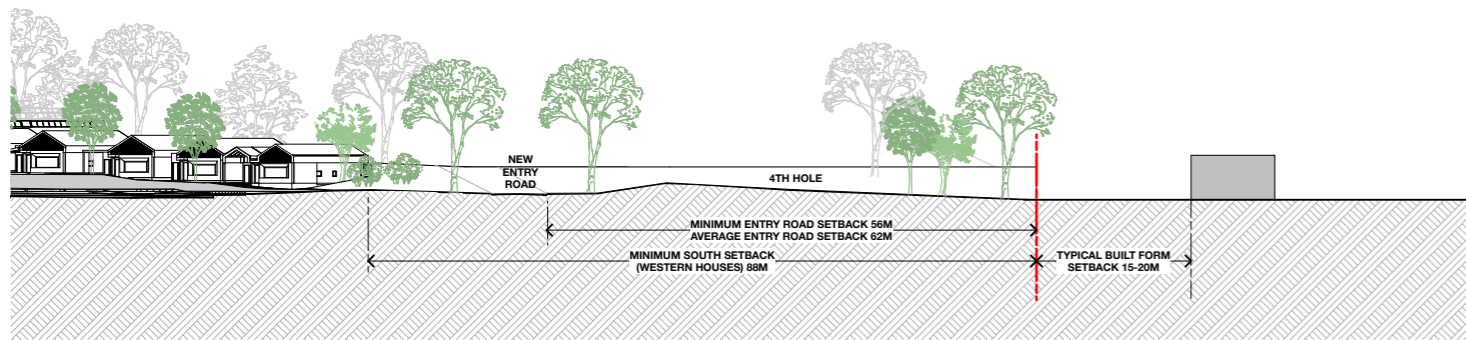 NEW
ENTRY
ROAD
4TH HOLE
MINIMUM ENTRY ROAD SETBACK 56M
AVERAGE ENTRY ROAD SETBACK 62M
MINIMUM SOUTH SETBACK
(WESTERN HOUSES) 88M
TYPICAL BUILT FORM
SETBACK 15-20M